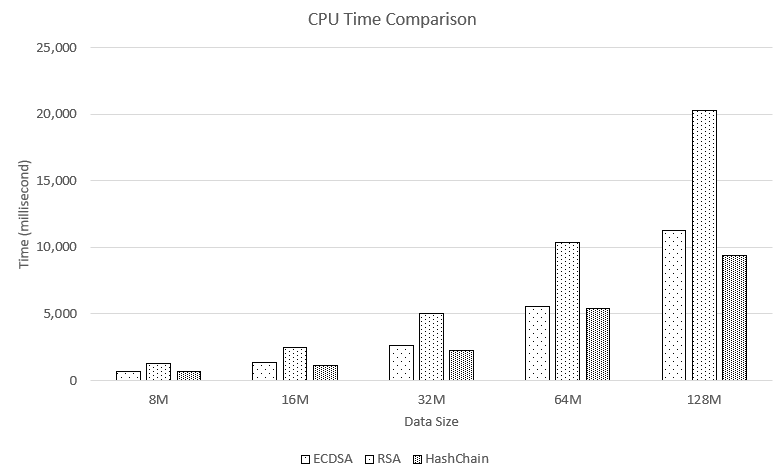 CPU Time Comparison
25,000
20,000
15,000
10,000
5,000
0
Time (millisecond)
8M 16M 32M 64M 128M
Data Size
ECDSA RSA HashChain